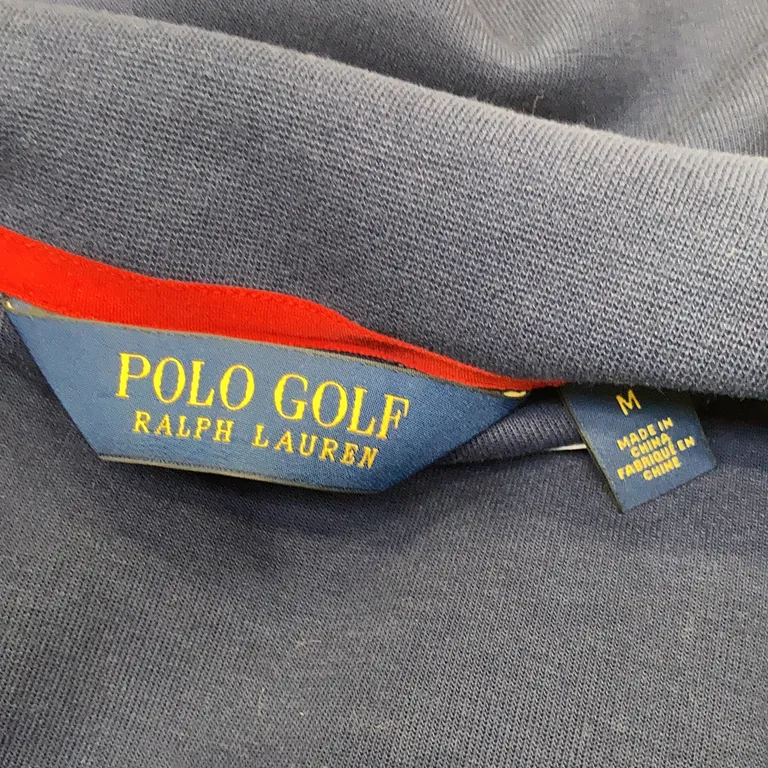 POLO GOLF
RALPH LAUREN
M
MADE IN
CHINA
FABRIQUÉ EN
CHINE